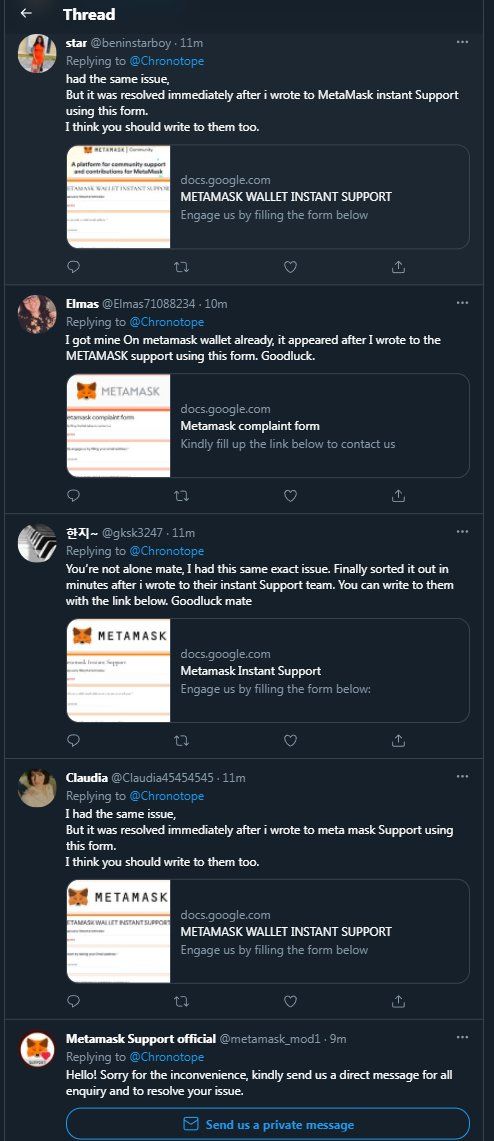 Thread
star @beninstarboy · 11m
Replying to @Chronotope
had the same issue,
But it was resolved immediately after i wrote to MetaMask instant Support
using this form.
I think you should write to them too.
METAMASK | Community
A platform for community support
and contributions for MetaMask
METAMASK WALLET INSTANT SUPPOR
docs.google.com
METAMASK WALLET INSTANT SUPPORT
Engage us by filling the form below
Elmas @Elmas71088234 · 10m
Replying to @Chronotope
I got mine On metamask wallet already, it appeared after I wrote to the
METAMASK support using this form. Goodluck.
METAMASK
etamask complaint form
docs.google.com
Metamask complaint form
Kindly fill up the link below to contact us
한지~ @gksk3247 · 11m
Replying to @Chronotope
You're not alone mate, I had this same exact issue. Finally sorted it out in
minutes after i wrote to their instant Support team. You can write to them
with the link below. Goodluck mate
METAMASK
etamask Instant Support
docs.google.com
Metamask Instant Support
Engage us by filling the form below:
Claudia @Claudia45454545 · 11m
Replying to @Chronotope
I had the same issue,
But it was resolved immediately after i wrote to meta mask Support using
this form.
I think you should write to them too.
METAMASK
ETAMASK WALLET INSTANT SUPPORT
docs.google.com
METAMASK WALLET INSTANT SUPPORT
Engage us by filling the form below
SUPPORT
Metamask Support official @metamask_mod1 · 9m
Replying to @Chronotope
Hello! Sorry for the inconvenience, kindly send us a direct message for all
enquiry and to resolve your issue.
Send us a private message